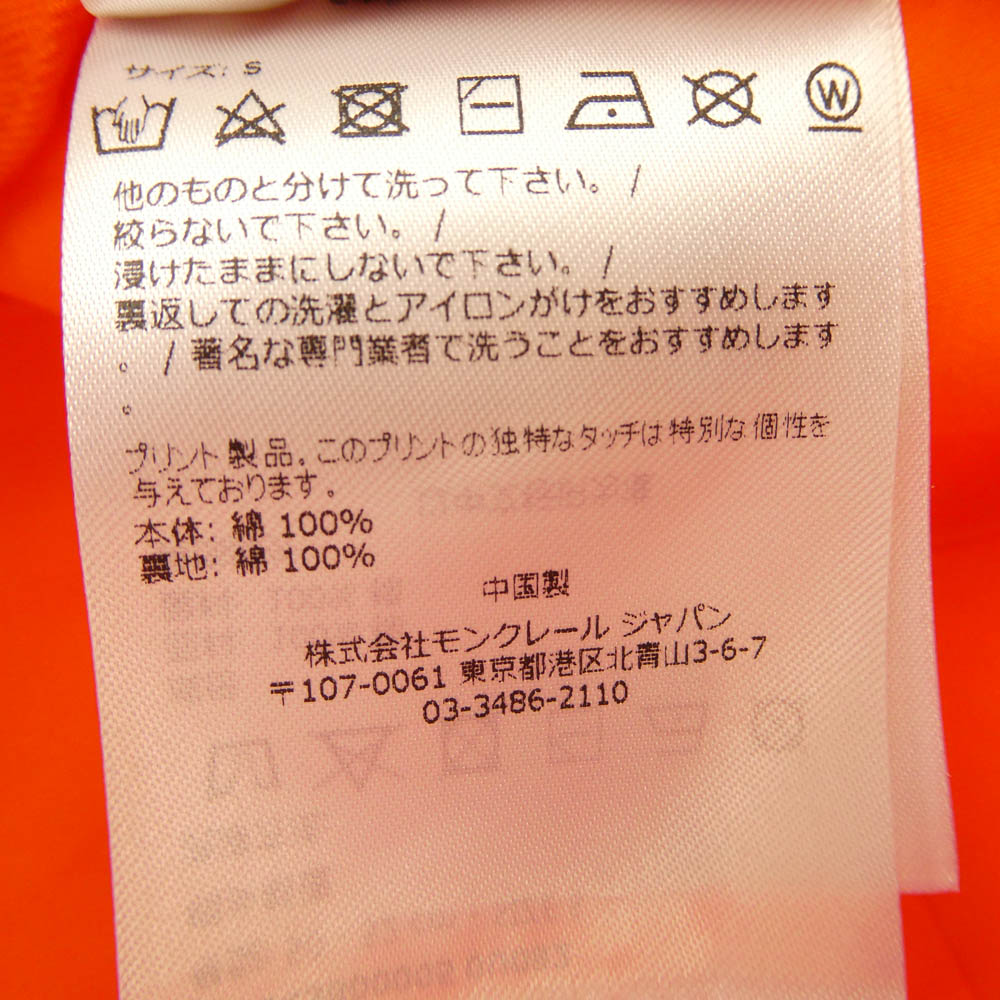 サイズ: S
W
他のものと分けて洗って下さい。 /
絞らないで下さい。 /
浸けたままにしないで下さい。 /
裏返しての洗濯とアイロンがけをおすすめします
。 / 著名な専門業者で洗うことをおすすめします
。
プリント製品。このプリントの独特なタッチは特別な個性を
与えております。
本体: 綿 100%
裏地: 綿 100%
中国製
株式会社モンクレール ジャパン
〒107-0061 東京都港区北青山3-6-7
03-3486-2110